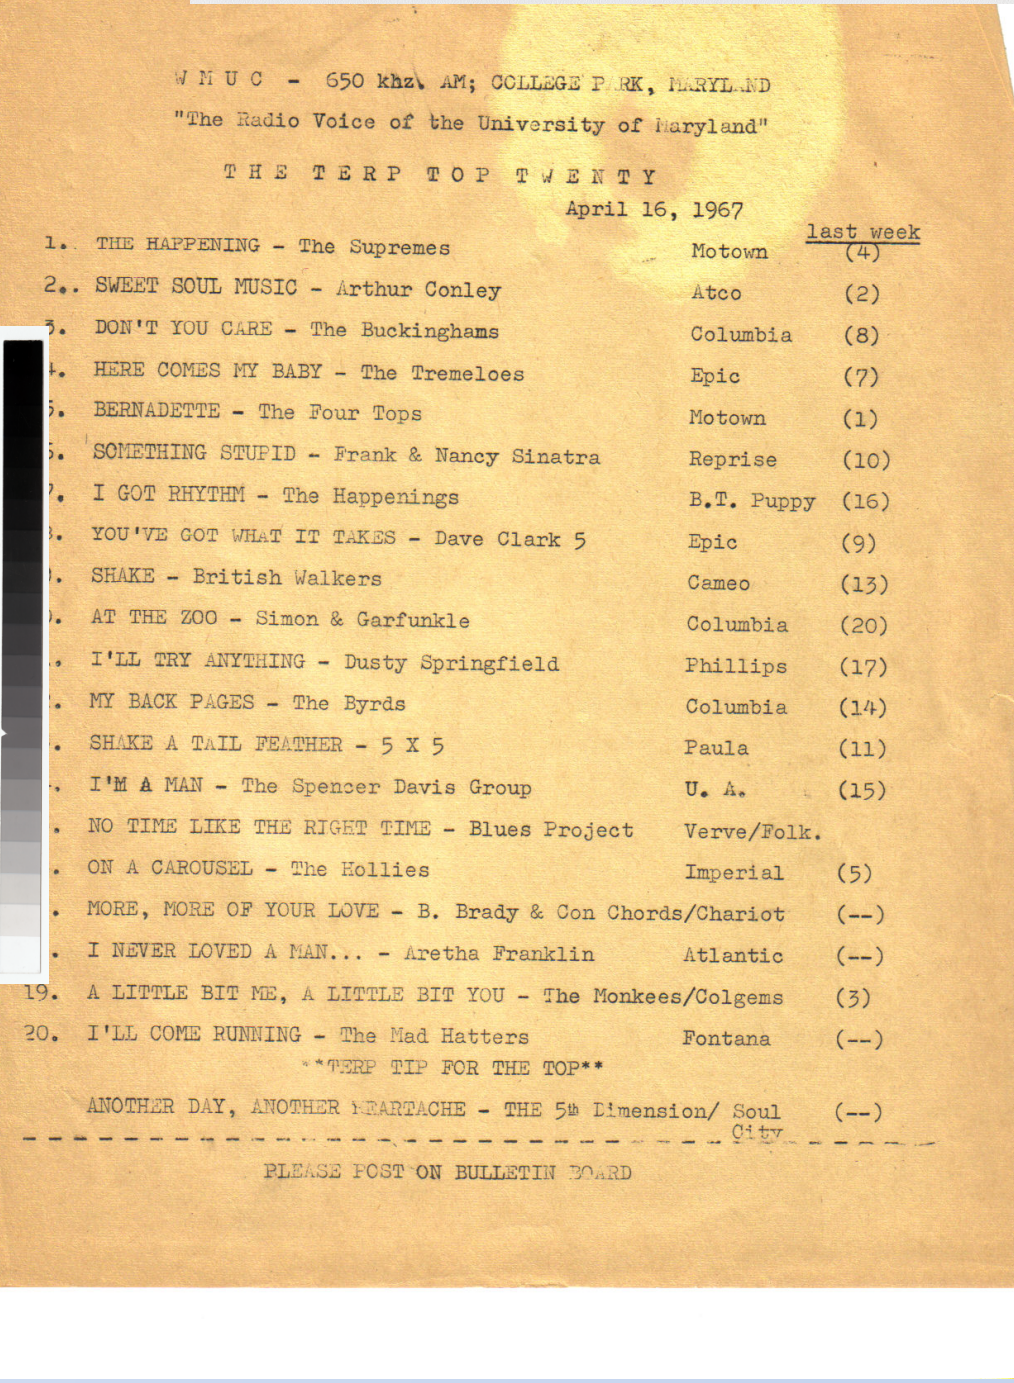 W M U C - 650 khz. AM; COLLEGE PARK, MARYLAND
"The Radio Voice of the University of Maryland"
T H E T E R P T O P T W E N T Y
April 16, 1967
last week
1.. THE HAPPENING - The Supremes Motown (4)
2.. SWEET SOUL MUSIC - Arthur Conley Atco (2)
3. DON'T YOU CARE - The Buckinghams Columbia (8)
4. HERE COMES MY BABY - The Tremeloes Epic (7)
5. BERNADETTE - The Four Tops Motown (1)
6. SOMETHING STUPID - Frank & Nancy Sinatra Reprise (10)
7. I GOT RHYTHM - The Happenings B.T. Puppy (16)
8. YOU'VE GOT WHAT IT TAKES - Dave Clark 5 Epic (9)
. SHAKE - British Walkers Cameo (13)
. AT THE ZOO - Simon & Garfunkle Columbia (20)
. I'LL TRY ANYTHING - Dusty Springfield Phillips (17)
. MY BACK PAGES - The Byrds Columbia (14)
. SHAKE A TAIL FEATHER - 5 X 5 Paula (11)
. I'M A MAN - The Spencer Davis Group U. A. (15)
. NO TIME LIKE THE RIGHT TIME - Blues Project Verve/Folk.
. ON A CAROUSEL - The Hollies Imperial (5)
. MORE, MORE OF YOUR LOVE - B. Brady & Con Chords/Chariot (--)
. I NEVER LOVED A MAN... - Aretha Franklin Atlantic (--)
19. A LITTLE BIT ME, A LITTLE BIT YOU - The Monkees/Colgems (3)
20. I'LL COME RUNNING - The Mad Hatters Fontana (--)
**TERP TIP FOR THE TOP**
ANOTHER DAY, ANOTHER HEARTACHE - THE 5th Dimension/ Soul (--)
City
PLEASE POST ON BULLETIN BOARD